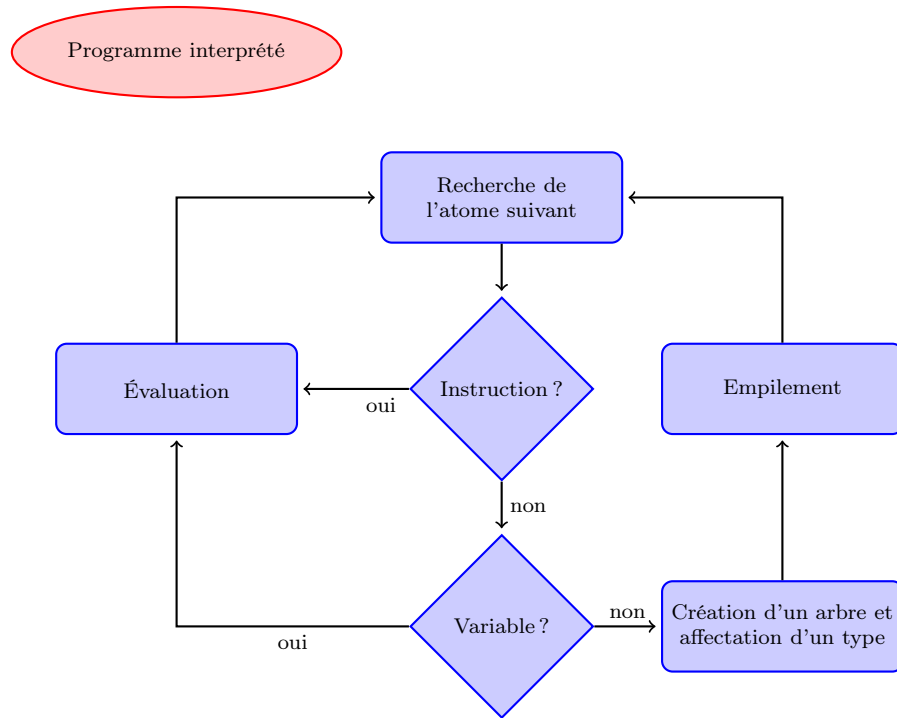 Programme interprété
Recherche de
l'atome suivant
Évaluation
oui
Instruction ?
Empilement
non
oui
Variable ?
non
Création d'un arbre et
affectation d'un type